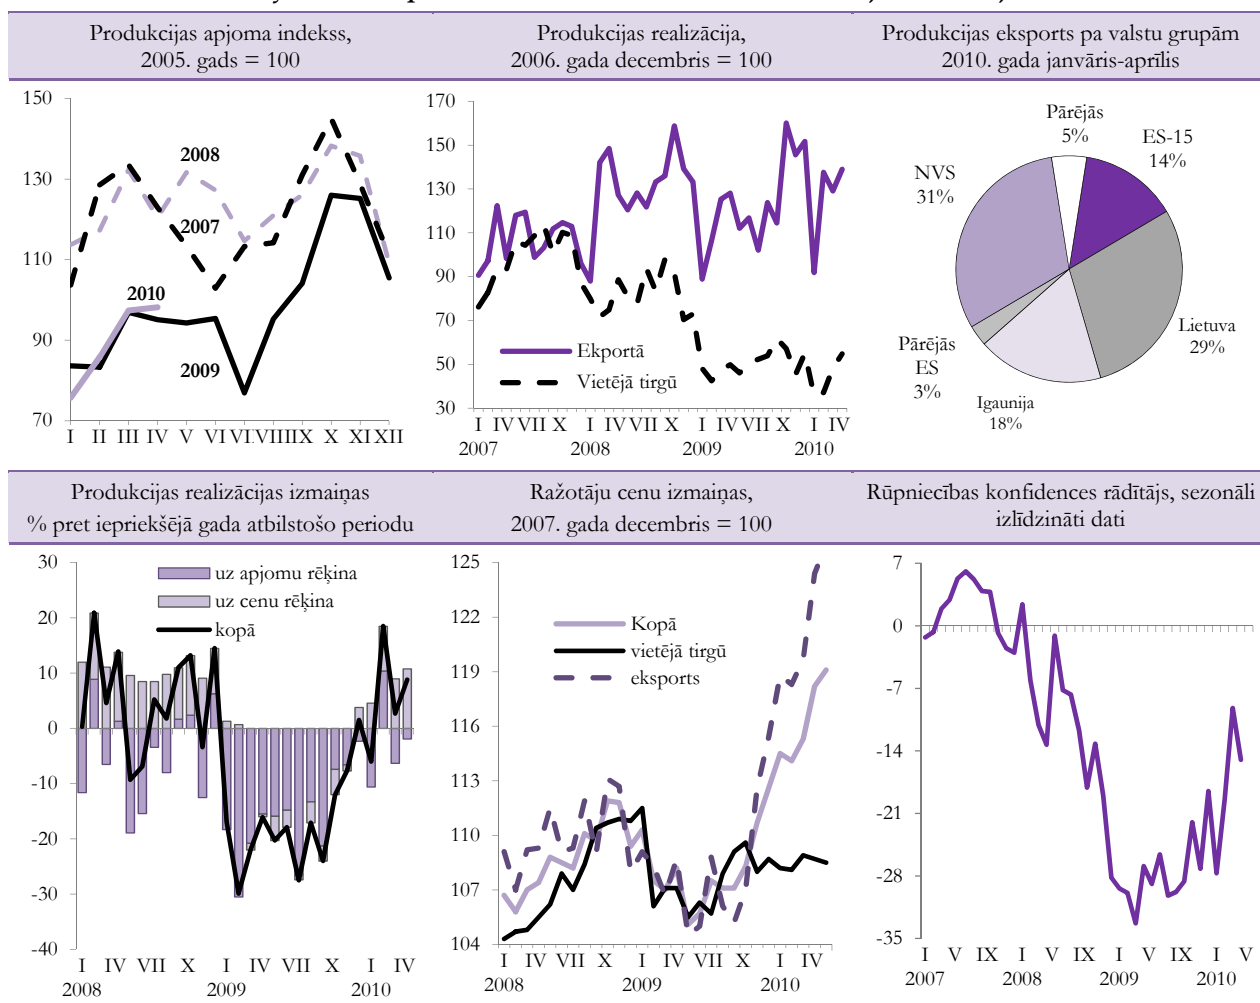 Produkcijas apjoma indekss,
2005. gads = 100
150
130
110
90
70
2008
2007
2010
2009
I II III IV V VI VII VIII IX X XI XII
Produkcijas realizācija,
2006. gada decembris = 100
170
150
130
110
90
70
50
30
Ekportā
Vietējā tirgū
I IV VII X I IV VII X I IV VII X I IV
2007 2008 2009 2010
Produkcijas eksports pa valstu grupām
2010. gada janvāris-aprīlis
Pārējās
5%
ES-15
14%
NVS
31%
Lietuva
29%
Pārējās
ES
3%
Igaunija
18%
Produkcijas realizācijas izmaiņas
% pret iepriekšējā gada atbilstošo periodu
30
20
10
0
-10
-20
-30
-40
uz apjomu rēķina
uz cenu rēķina
kopā
I IV VII X I IV VII X I IV
2008 2009 2010
Ražotāju cenu izmaiņas,
2007. gada decembris = 100
125
122
119
116
113
110
107
104
Kopā
vietējā tirgū
eksports
I IV VII X I IV VII X I IV
2008 2009 2010
Rūpniecības konfidences rādītājs, sezonāli
izlīdzināti dati
7
0
-7
-14
-21
-28
-35
I V IX I V IX I V IX I V
2007 2008 2009 2010